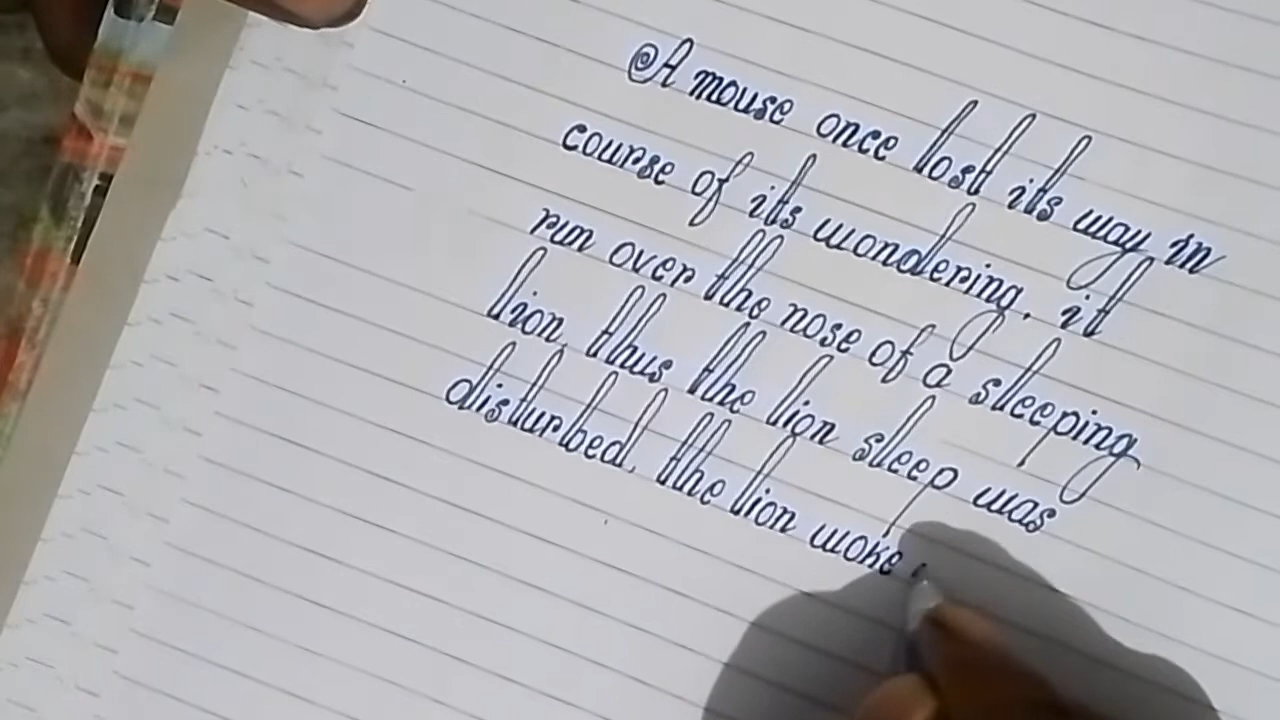 A mouse once lost its way in
course of its wondering. it
run over the nose of a sleeping
lion, thus the lion sleep was
disturbed. the lion woke